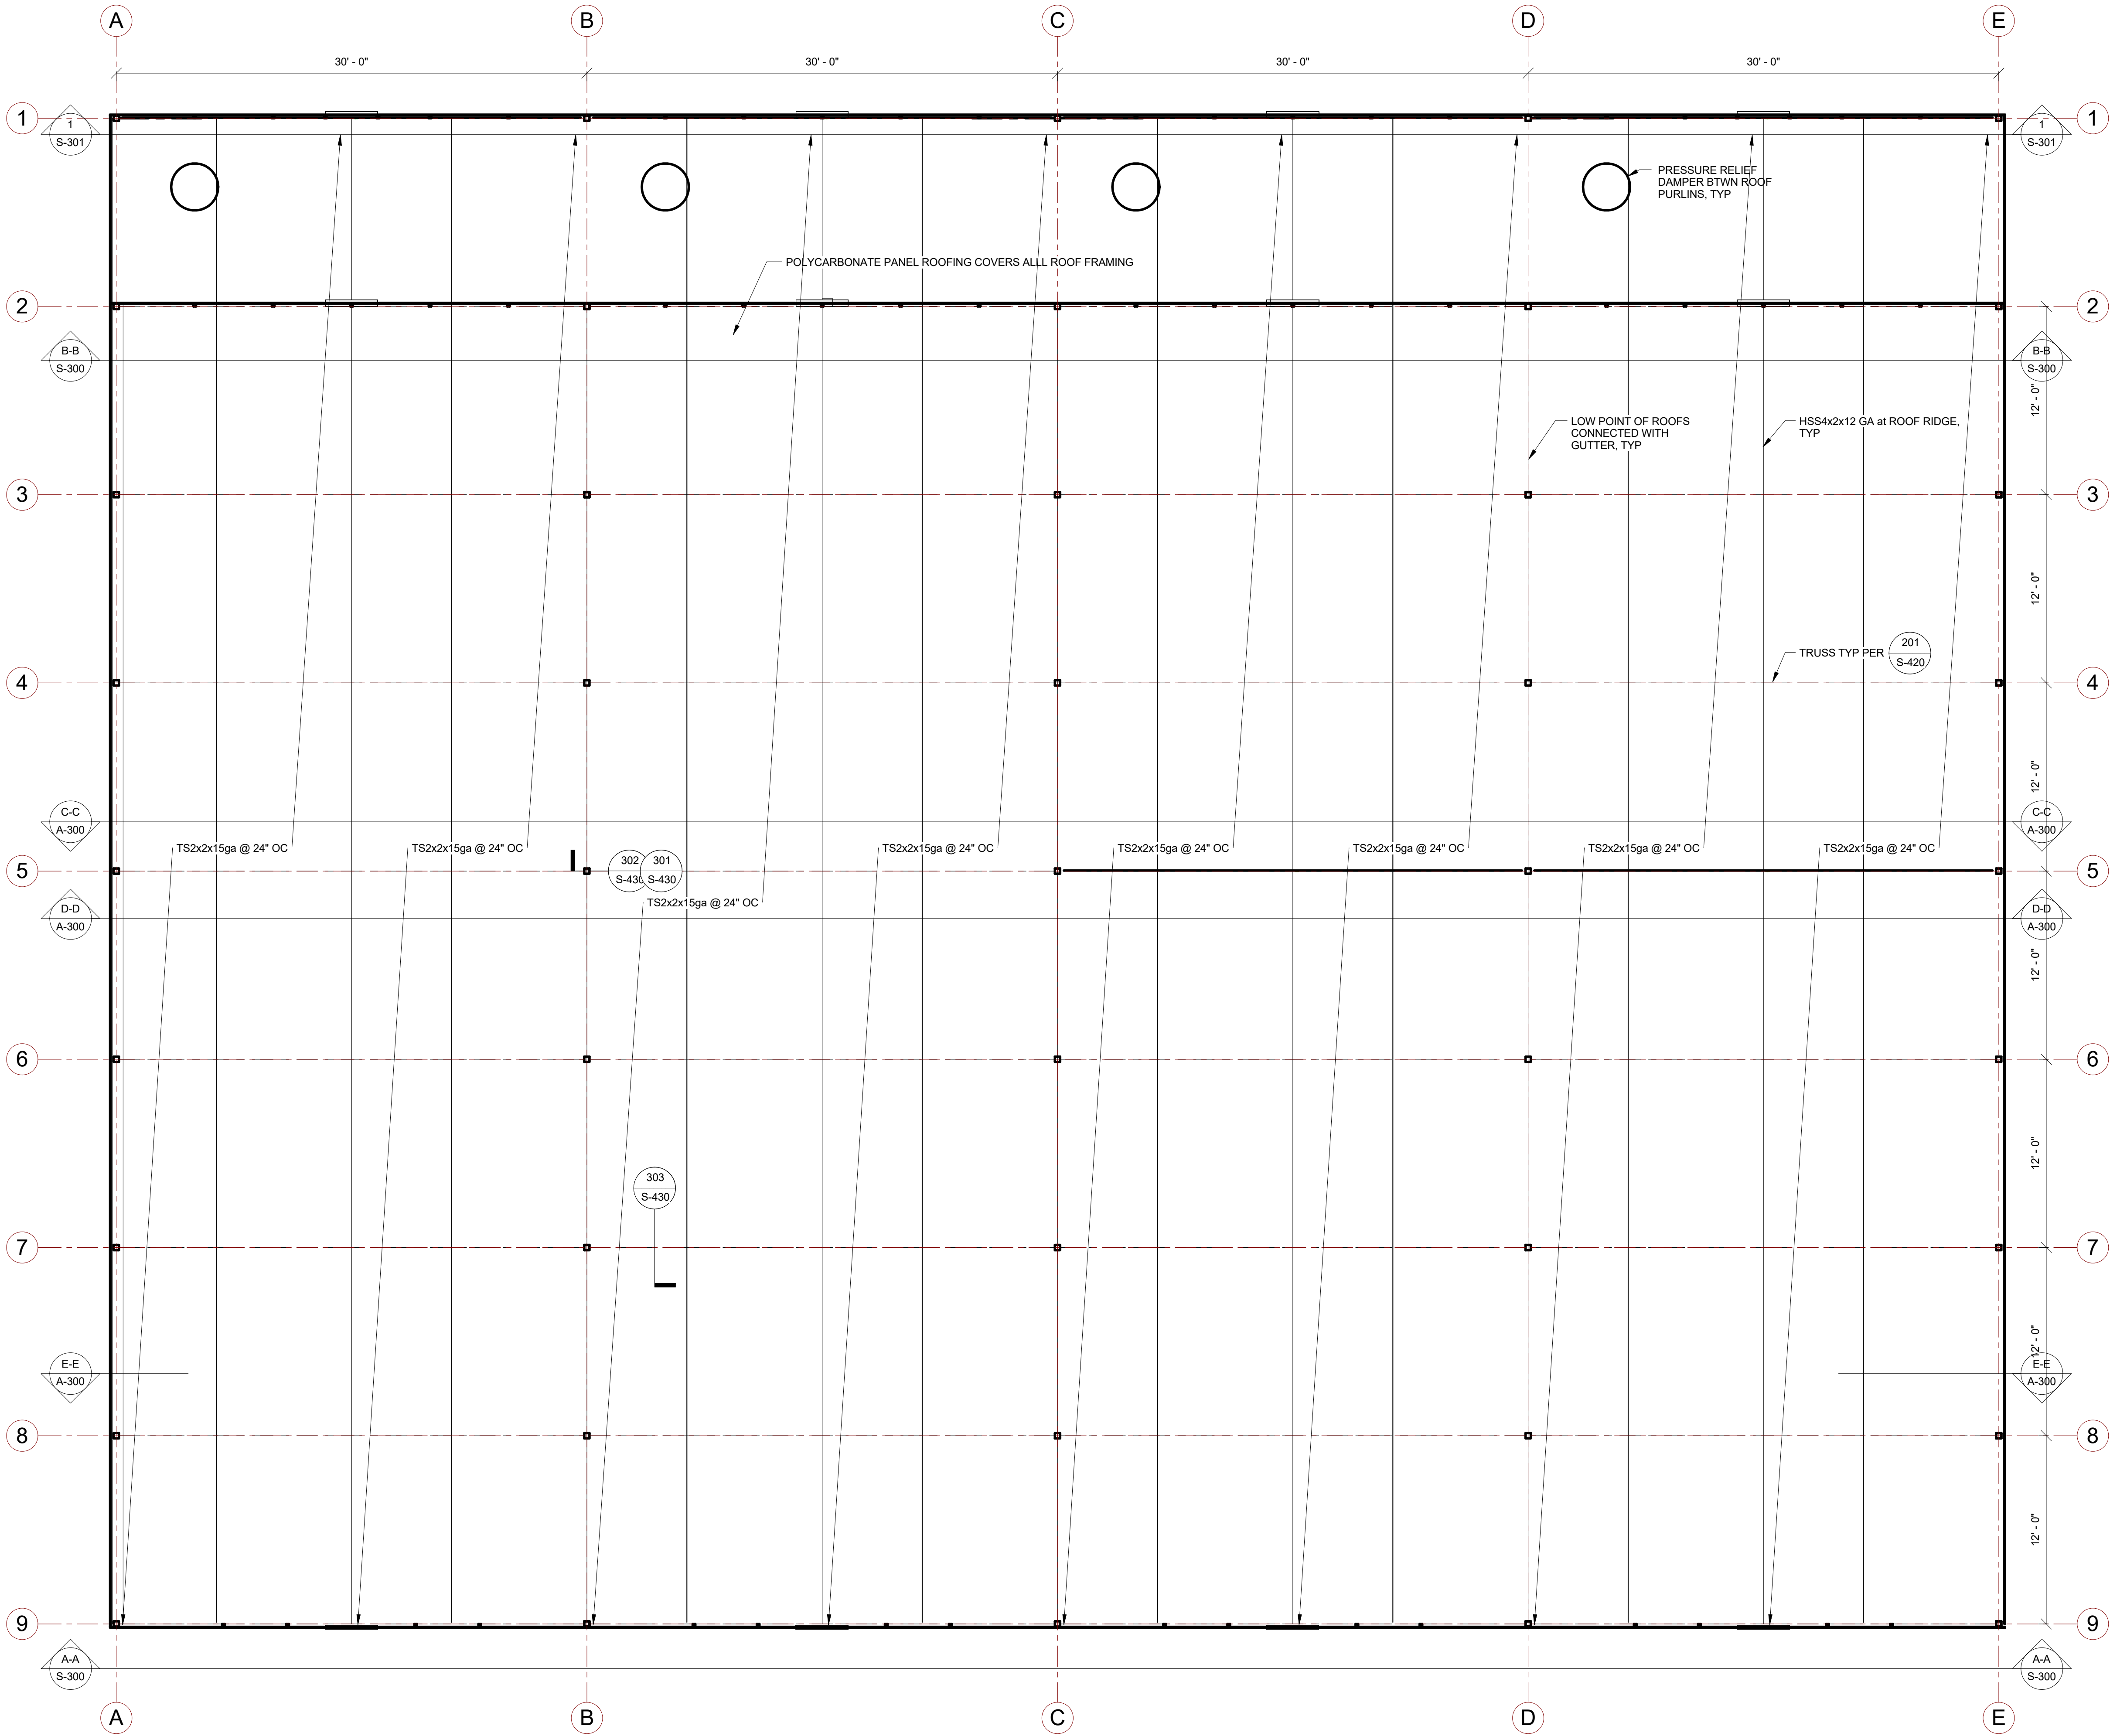 A
B
C
D
E
30' - 0"
30' - 0"
30' - 0"
30' - 0"
1
1
1
S-301
1
S-301
PRESSURE RELIEF
DAMPER BTWN ROOF
PURLINS, TYP
POLYCARBONATE PANEL ROOFING COVERS ALLL ROOF FRAMING
2
2
B-B
S-300
B-B
S-300
12' - 0"
LOW POINT OF ROOFS
CONNECTED WITH
GUTTER, TYP
HSS4x2x12 GA at ROOF RIDGE,
TYP
3
3
12' - 0"
TRUSS TYP PER
201
S-420
4
4
12' - 0"
C-C
A-300
C-C
A-300
TS2x2x15ga @ 24" OC
TS2x2x15ga @ 24" OC
TS2x2x15ga @ 24" OC
TS2x2x15ga @ 24" OC
TS2x2x15ga @ 24" OC
TS2x2x15ga @ 24" OC
TS2x2x15ga @ 24" OC
5
302
S-430
301
S-430
5
TS2x2x15ga @ 24" OC
D-D
A-300
D-D
A-300
12' - 0"
6
6
12' - 0"
303
S-430
7
7
12' - 0"
E-E
A-300
E-E
A-300
8
8
12' - 0"
9
9
A-A
S-300
A-A
S-300
A
B
C
D
E